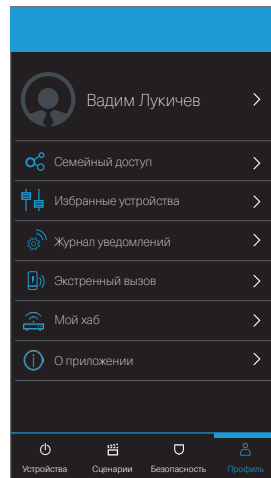 Вадим Лукичев
Семейный доступ
Избранные устройства
Журнал уведомлений
Экстренный вызов
Мой хаб
О приложении
Устройства Сценарии Безопасность Профиль